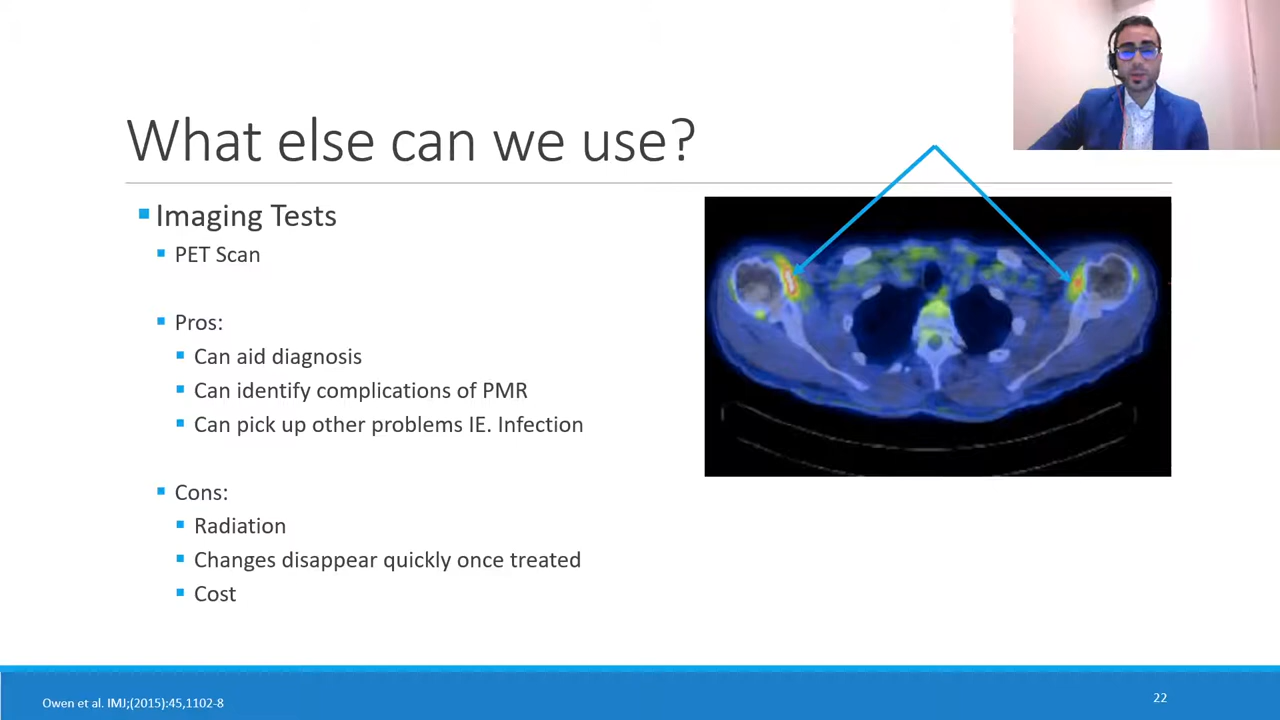 What else can we use?
Imaging Tests
PET Scan
Pros:
Can aid diagnosis
Can identify complications of PMR
Can pick up other problems IE. Infection
Cons:
Radiation
Changes disappear quickly once treated
Cost
Owen et al. IMJ;(2015):45,1102-8
22